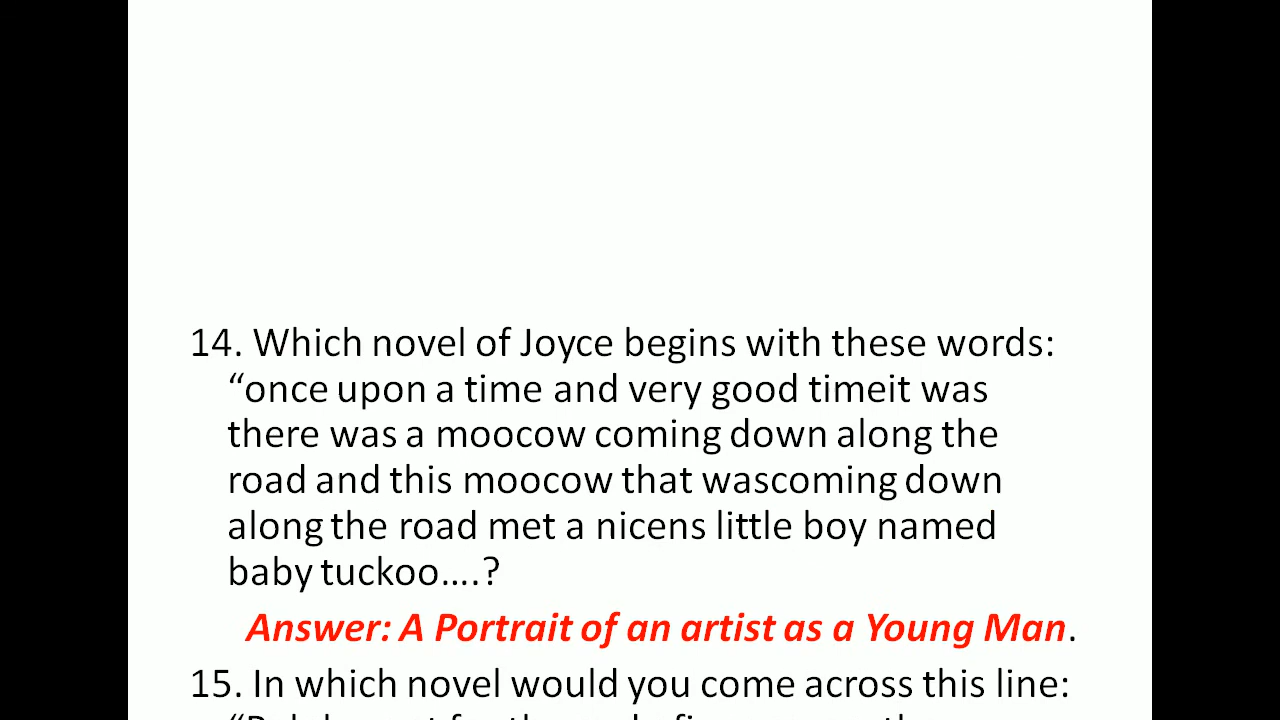 14. Which novel of Joyce begins with these words:
“once upon a time and very good timeit was
there was a moocow coming down along the
road and this moocow that wascoming down
along the road met a nicens little boy named
baby tuckoo….?
Answer: A Portrait of an artist as a Young Man.
15. In which novel would you come across this line: